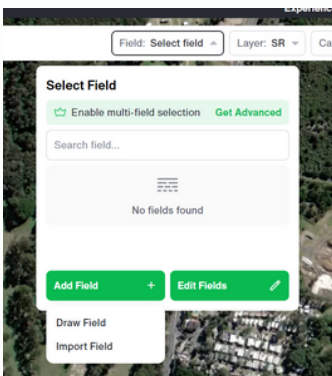 Experienc
Field: Select field
Layer: SR
Ca
Select Field
Enable multi-field selection Get Advanced
Search field...
No fields found
Add Field +
Edit Fields
Draw Field
Import Field